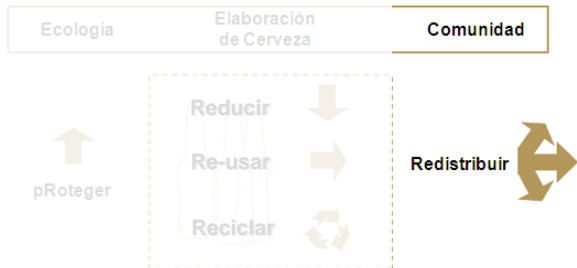 Ecología
Elaboración
de Cerveza
Comunidad
Reducir
Re-usar
Redistribuir
pRoteger
Reciclar